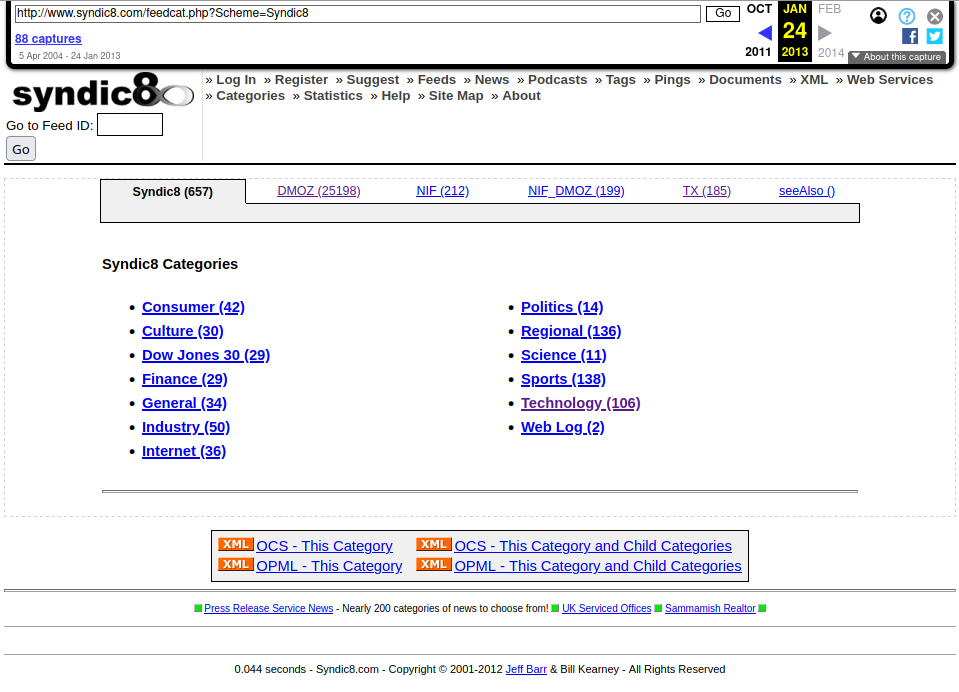 http://www.syndic8.com/feedcat.php?Scheme=Syndic8 Go OCT JAN FEB
88 captures 24
5 Apr 2004 - 24 Jan 2013 2011 2013 2014 About this capture
syndic8
» Log In » Register » Suggest » Feeds » News » Podcasts » Tags » Pings » Documents » XML » Web Services
» Categories » Statistics » Help » Site Map » About
Go to Feed ID:
Go
Syndic8 (657) DMOZ (25198) NIF (212) NIF_DMOZ (199) TX (185) seeAlso ()
Syndic8 Categories
• Consumer (42)
• Culture (30)
• Dow Jones 30 (29)
• Finance (29)
• General (34)
• Industry (50)
• Internet (36)
• Politics (14)
• Regional (136)
• Science (11)
• Sports (138)
• Technology (106)
• Web Log (2)
XML OCS - This Category XML OCS - This Category and Child Categories
XML OPML - This Category XML OPML - This Category and Child Categories
Press Release Service News - Nearly 200 categories of news to choose from! UK Serviced Offices Sammamish Realtor
0.044 seconds - Syndic8.com - Copyright © 2001-2012 Jeff Barr & Bill Kearney - All Rights Reserved